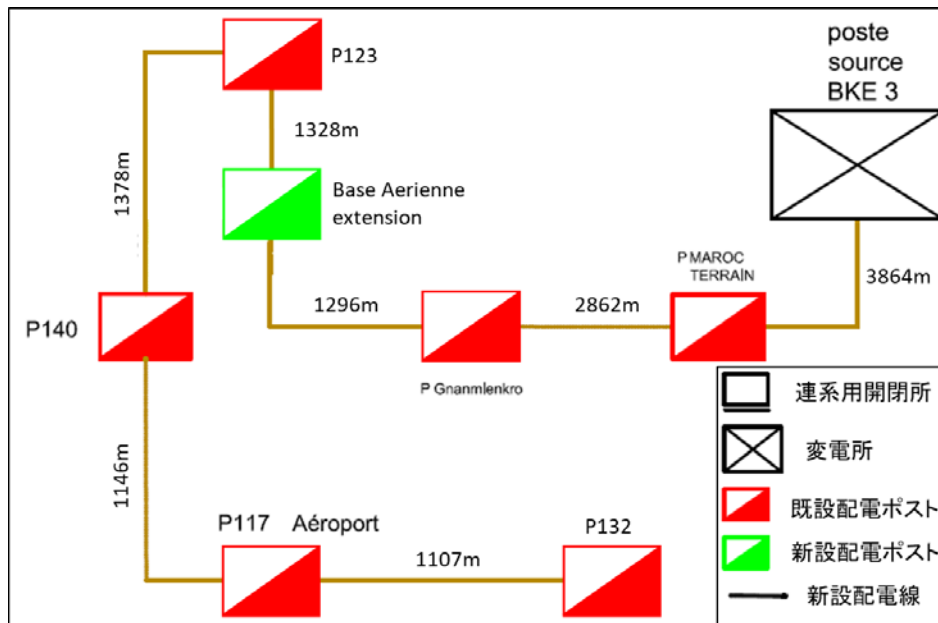 poste
source
BKE 3
P123
1328m
1378m
Base Aerienne
extension
P MAROC
TERRAIN
3864m
1296m
2862m
P140
P Gnanmlenkro
1146m
P117 Aéroport
P132
1107m
連系用開閉所
変電所
既設配電ポスト
新設配電ポスト
新設配電線